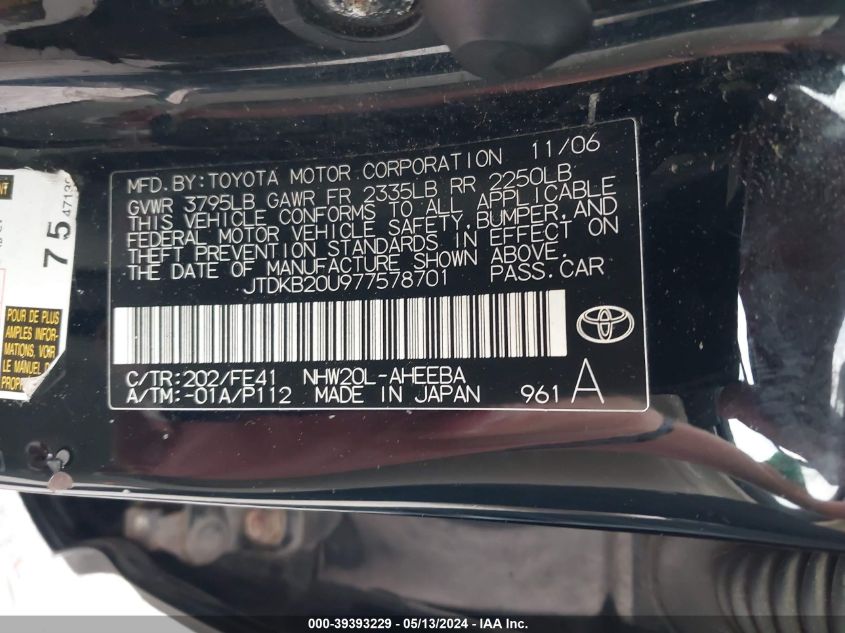 MFD. BY: TOYOTA MOTOR CORPORATION 11/06
GVWR 3795LB GAWR FR 2335LB RR 2250LB
THIS VEHICLE CONFORMS TO ALL APPLICABLE
FEDERAL MOTOR VEHICLE SAFETY, BUMPER, AND
THEFT PREVENTION STANDARDS IN EFFECT ON
THE DATE OF MANUFACTURE SHOWN ABOVE.
JTDKB20U977578701 PASS. CAR
C/TR: 202/FE41 NHW20L-AHEEBA
A/TM: -01A/P112 MADE IN JAPAN 961 A
75
POUR DE PLUS
AMPLES INFOR-
MATIONS, VOIR
LE MANUEL D
PROPRI
000-39393229 - 05/13/2024 - IAA Inc.